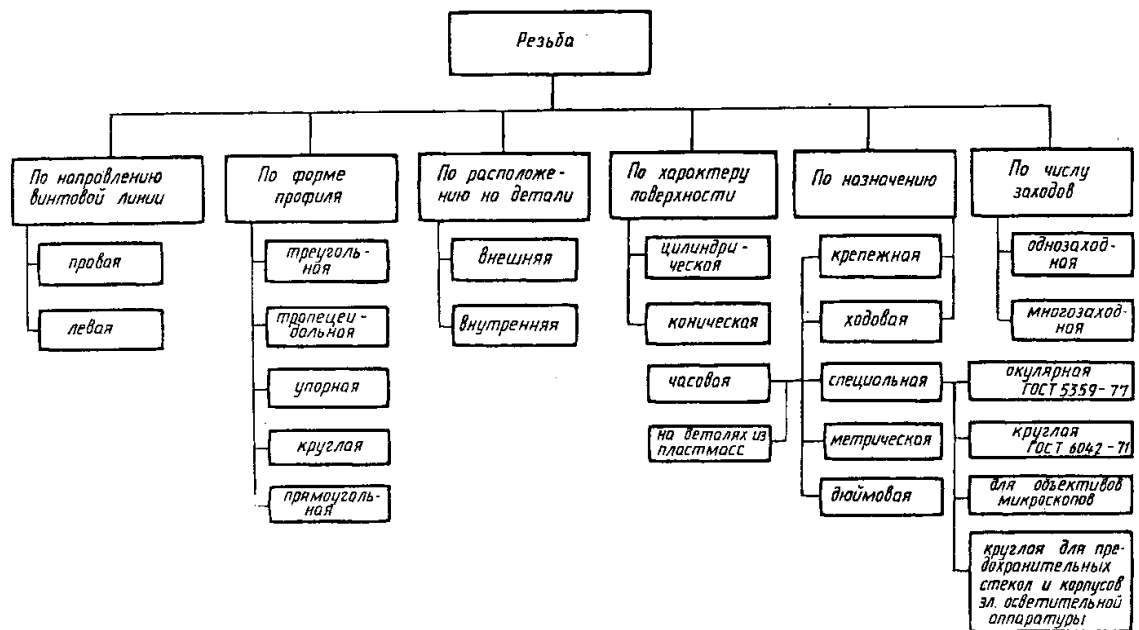 Резьба
По направлению
винтовой линии
правая
левая
По форме
профиля
треуголь-
ная
трапецеи-
дальная
упорная
круглая
прямоуголь-
ная
По расположе-
нию на детали
внешняя
внутренняя
По характеру
поверхности
цилиндри-
ческая
коническая
часовая
на деталях из
пластмасс
По назначению
крепежная
ходовая
специальная
метрическая
дюймовая
По числу
заходов
однозаход-
ная
многозаход-
ная
окулярная
ГОСТ 5359-77
круглая
ГОСТ 6042-71
для объективов
микроскопов
круглая для пре-
дохранительных
стекол и корпусов
эл. осветительной
аппаратуры